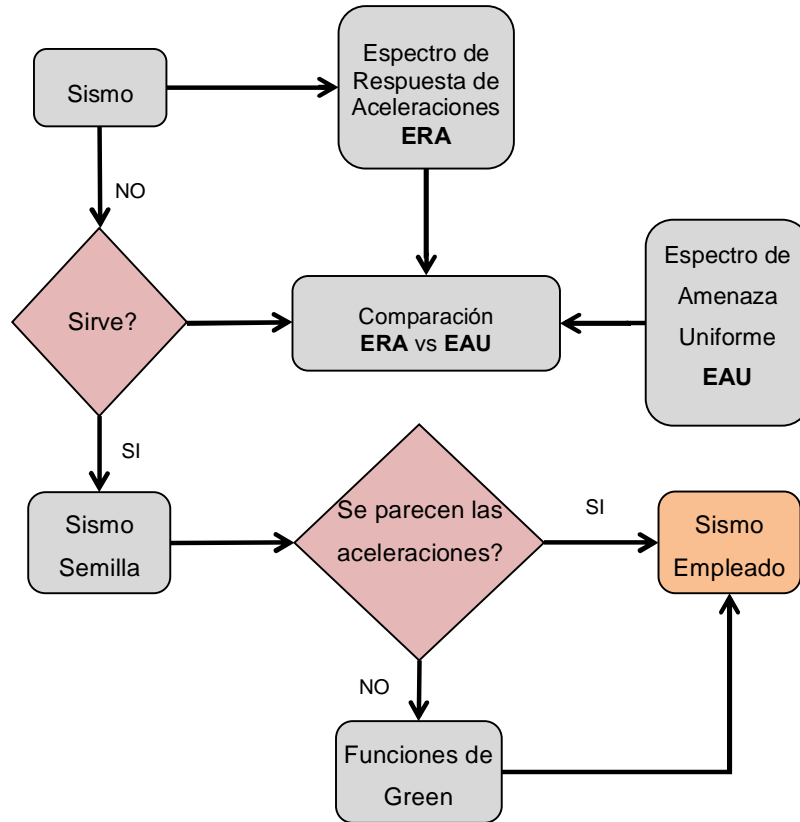 Sismo
Espectro de
Respuesta de
Aceleraciones
ERA
NO
Sirve?
Comparación
ERA vs EAU
Espectro de
Amenaza
Uniforme
EAU
SI
Sismo
Semilla
Se parecen las
aceleraciones?
SI
Sismo
Empleado
NO
Funciones de
Green